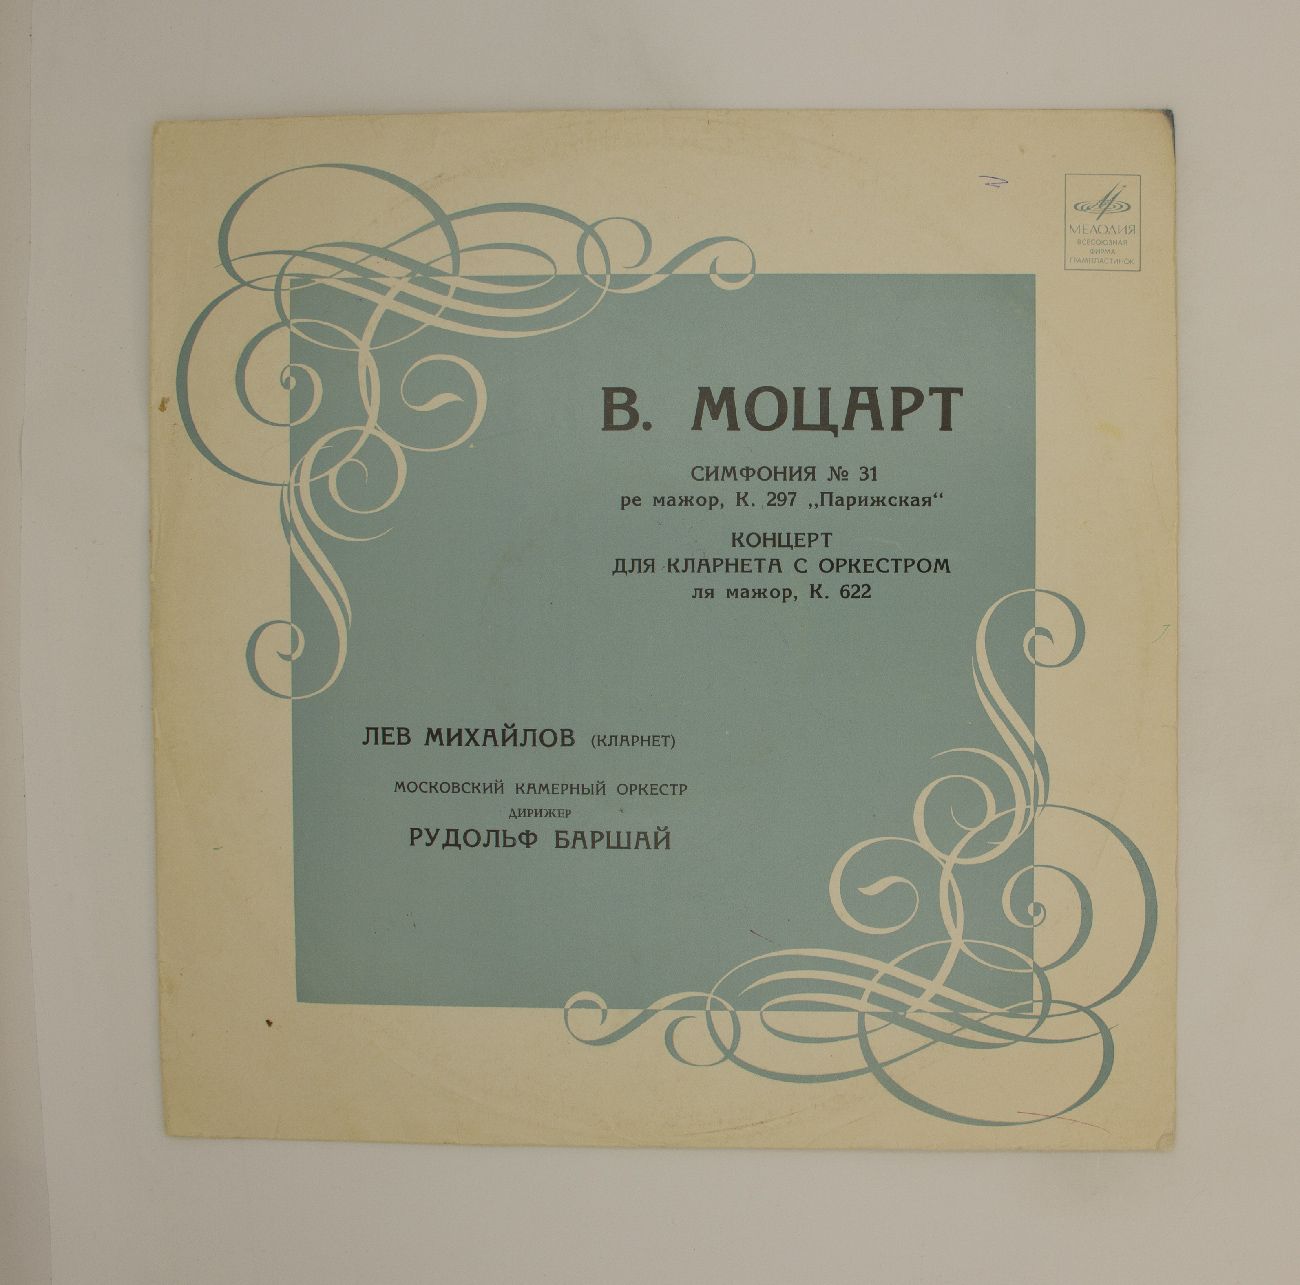 МЕЛОДИЯ
ВСЕСОЮЗНАЯ
ФИРМА
ГРАМПЛАСТИНОК
В. МОЦАРТ
СИМФОНИЯ № 31
ре мажор, К. 297 „Парижская“
КОНЦЕРТ
ДЛЯ КЛАРНЕТА С ОРКЕСТРОМ
ля мажор, К. 622
ЛЕВ МИХАЙЛОВ (КЛАРНЕТ)
МОСКОВСКИЙ КАМЕРНЫЙ ОРКЕСТР
ДИРИЖЕР
РУДОЛЬФ БАРШАЙ